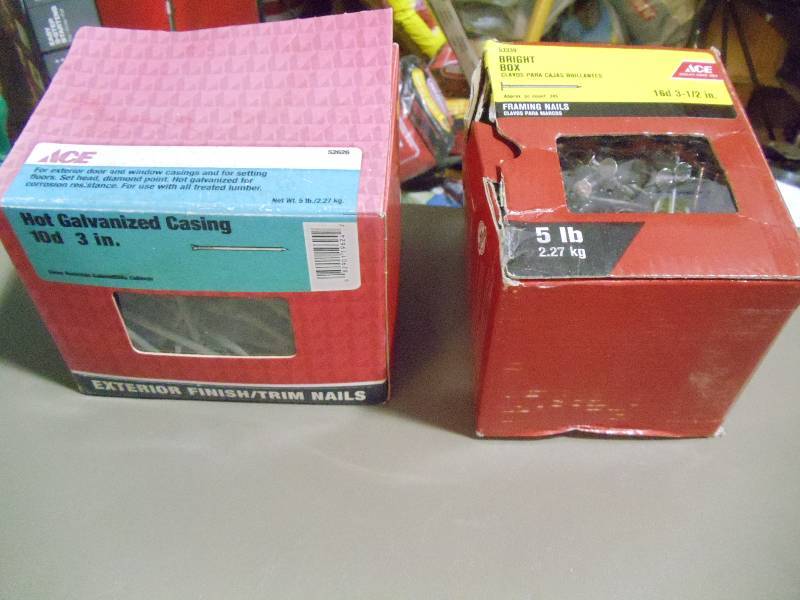 ACE
52626
For exterior door and window casings and for setting
floors. Set head, diamond point. Hot galvanized for
corrosion resistance. For use with all treated lumber.
Net Wt. 5 lb./2.27 kg.
Hot Galvanized Casing
10d 3 in.
EXTERIOR FINISH/TRIM NAILS
53339
BRIGHT
BOX
CLAVOS PARA CAJAS BRILLANTES
ACE
16d 3-1/2 in.
FRAMING NAILS
CLAVOS PARA MARCOS
5 lb
2.27 kg